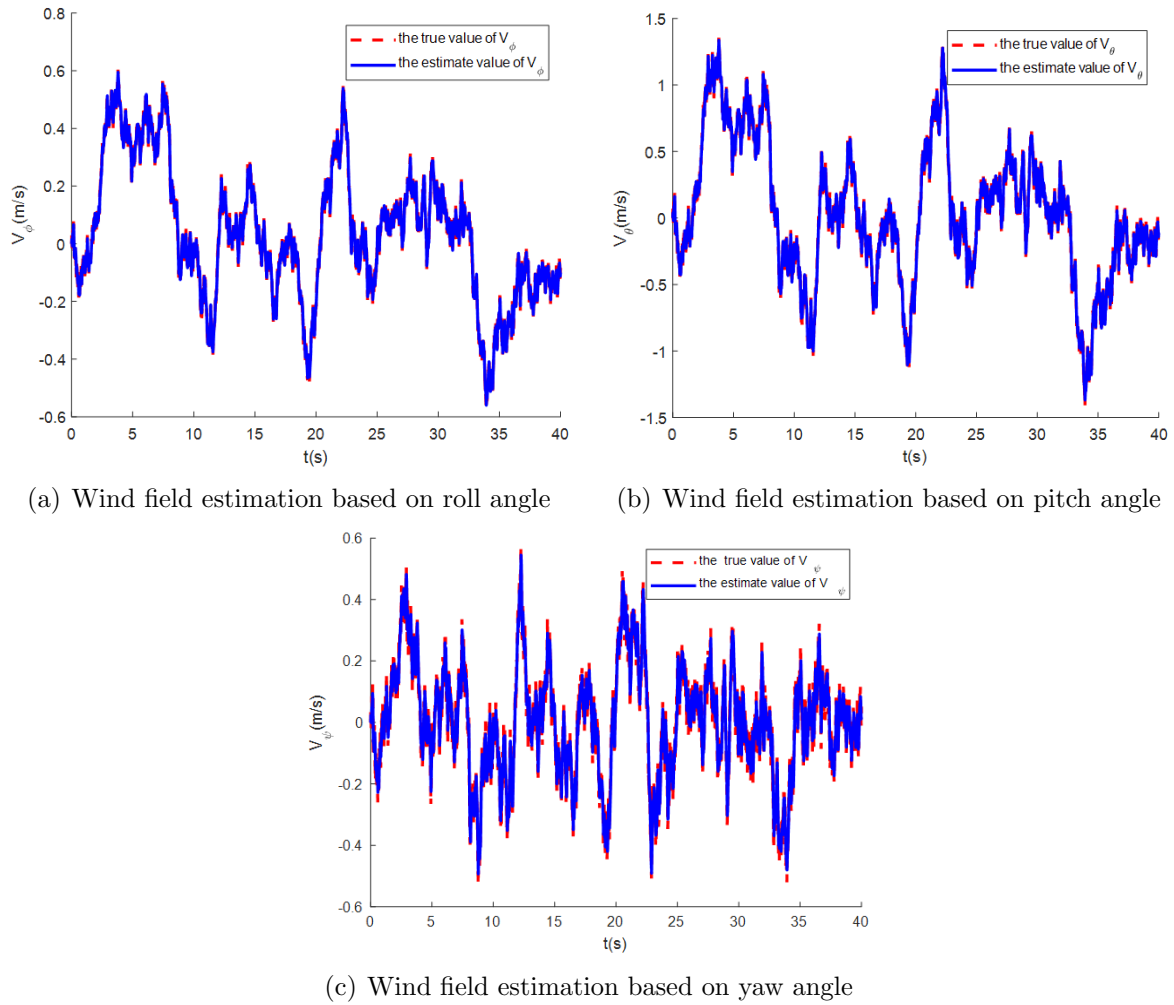 the true value of V_ϕ
the estimate value of V_ϕ
0.8
0.6
0.4
0.2
0
-0.2
-0.4
-0.6
V_ϕ(m/s)
0 5 10 15 20 25 30 35 40
t(s)
(a) Wind field estimation based on roll angle
the true value of V_θ
the estimate value of V_θ
1.5
1
0.5
0
-0.5
-1
-1.5
V_θ(m/s)
0 5 10 15 20 25 30 35 40
t(s)
(b) Wind field estimation based on pitch angle
the true value of V_ψ
the estimate value of V_ψ
0.6
0.4
0.2
0
-0.2
-0.4
-0.6
V_ψ(m/s)
0 5 10 15 20 25 30 35 40
t(s)
(c) Wind field estimation based on yaw angle